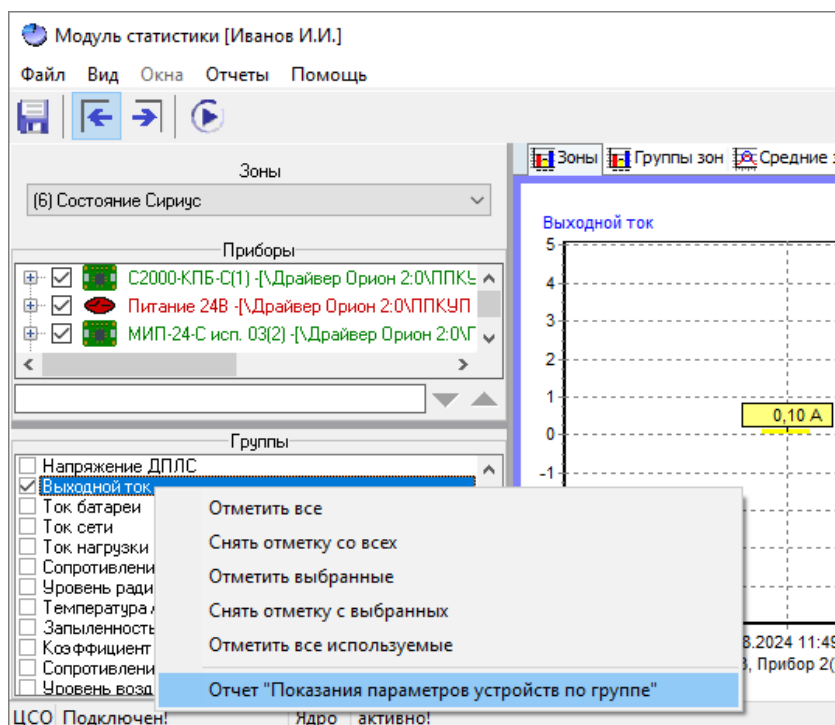 Модуль статистики [Иванов И.И.]
Файл Вид Окна Отчеты Помощь
Зоны
(6) Состояние Сириус
Приборы
С2000-КПБ-С(1) -[\Драйвер Орион 2:0\ППКУ
Питание 24В -[\Драйвер Орион 2:0\ППКУП
МИП-24-С исп. 03(2) -[\Драйвер Орион 2:0\
Группы
Напряжение ДПЛС
Выходной ток
Ток батареи
Ток сети
Ток нагрузки
Сопротивлени
Уровень ради
Температура
Запыленность
Коэффициент
Сопротивлени
Уровень возд
Отметить все
Снять отметку со всех
Отметить выбранные
Снять отметку с выбранных
Отметить все используемые
Отчет "Показания параметров устройств по группе"
Зоны Группы зон Средние
Выходной ток
5
4
3
2
1
0
-1
0,10 А
8.2024 11:49
, Прибор 2(
ЦСО Подключен! Ядро активно!